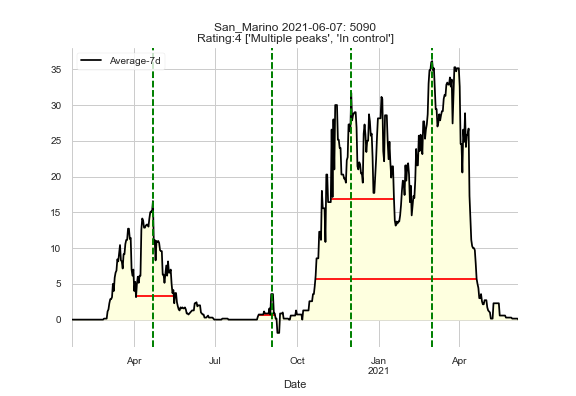 San_Marino 2021-06-07: 5090
Rating:4 ['Multiple peaks', 'In control']
Average-7d
35
30
25
20
15
10
5
0
Apr
Jul
Oct
Jan
2021
Apr
Date